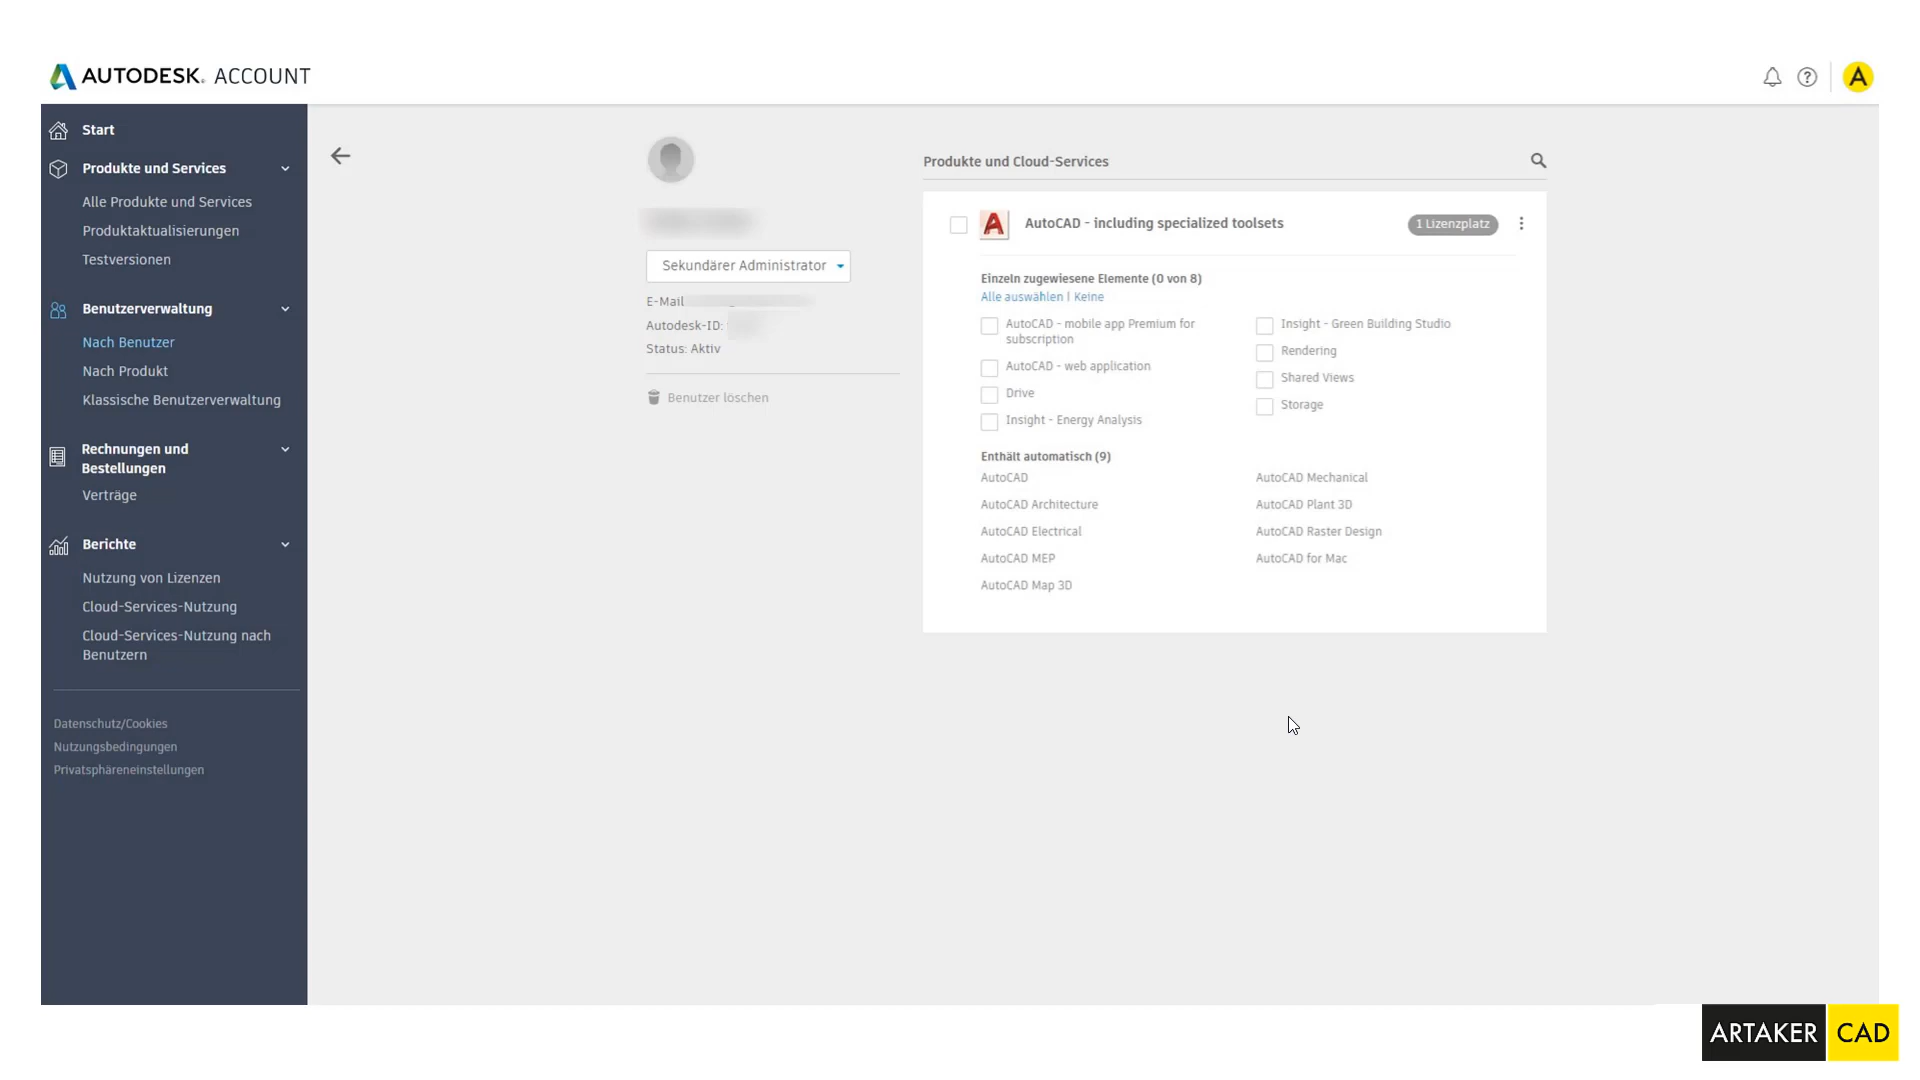 AUTODESK. ACCOUNT
A
Start
Produkte und Services
Alle Produkte und Services
Produktaktualisierungen
Testversionen
Benutzerverwaltung
Nach Benutzer
Nach Produkt
Klassische Benutzerverwaltung
Rechnungen und
Bestellungen
Verträge
Berichte
Nutzung von Lizenzen
Cloud-Services-Nutzung
Cloud-Services-Nutzung nach
Benutzern
Datenschutz/Cookies
Nutzungsbedingungen
Privatsphäreneinstellungen
Sekundärer Administrator
E-Mail
Autodesk-ID:
Status: Aktiv
Benutzer löschen
Produkte und Cloud-Services
A
AutoCAD - including specialized toolsets
1 Lizenzplatz
Einzeln zugewiesene Elemente (0 von 8)
Alle auswählen | Keine
AutoCAD - mobile app Premium for
subscription
AutoCAD - web application
Drive
Insight - Energy Analysis
Insight - Green Building Studio
Rendering
Shared Views
Storage
Enthält automatisch (9)
AutoCAD
AutoCAD Architecture
AutoCAD Electrical
AutoCAD MEP
AutoCAD Map 3D
AutoCAD Mechanical
AutoCAD Plant 3D
AutoCAD Raster Design
AutoCAD for Mac
ARTAKER CAD